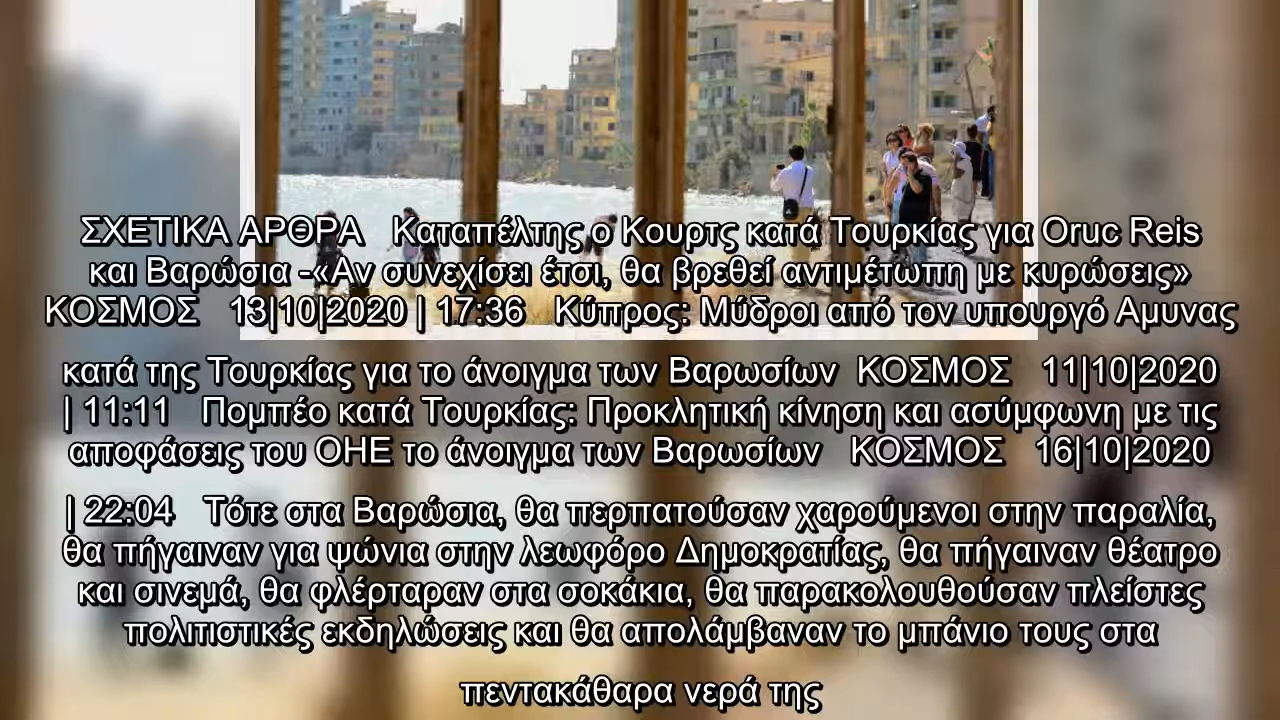 ΣΧΕΤΙΚΑ ΑΡΘΡΑ   Καταπέλτης ο Κουρτς κατά Τουρκίας για Oruc Reis
και Βαρώσια -«Αν συνεχίσει έτσι, θα βρεθεί αντιμέτωπη με κυρώσεις»
ΚΟΣΜΟΣ   13|10|2020 | 17:36   Κύπρος: Μύδροι από τον υπουργό Αμυνας
κατά της Τουρκίας για το άνοιγμα των Βαρωσίων  ΚΟΣΜΟΣ   11|10|2020
| 11:11   Πομπέο κατά Τουρκίας: Προκλητική κίνηση και ασύμφωνη με τις
αποφάσεις του ΟΗΕ το άνοιγμα των Βαρωσίων   ΚΟΣΜΟΣ   16|10|2020
| 22:04   Τότε στα Βαρώσια, θα περπατούσαν χαρούμενοι στην παραλία,
θα πήγαιναν για ψώνια στην λεωφόρο Δημοκρατίας, θα πήγαιναν θέατρο
και σινεμά, θα φλέρταραν στα σοκάκια, θα παρακολουθούσαν πλείστες
πολιτιστικές εκδηλώσεις και θα απολάμβαναν το μπάνιο τους στα
πεντακάθαρα νερά της